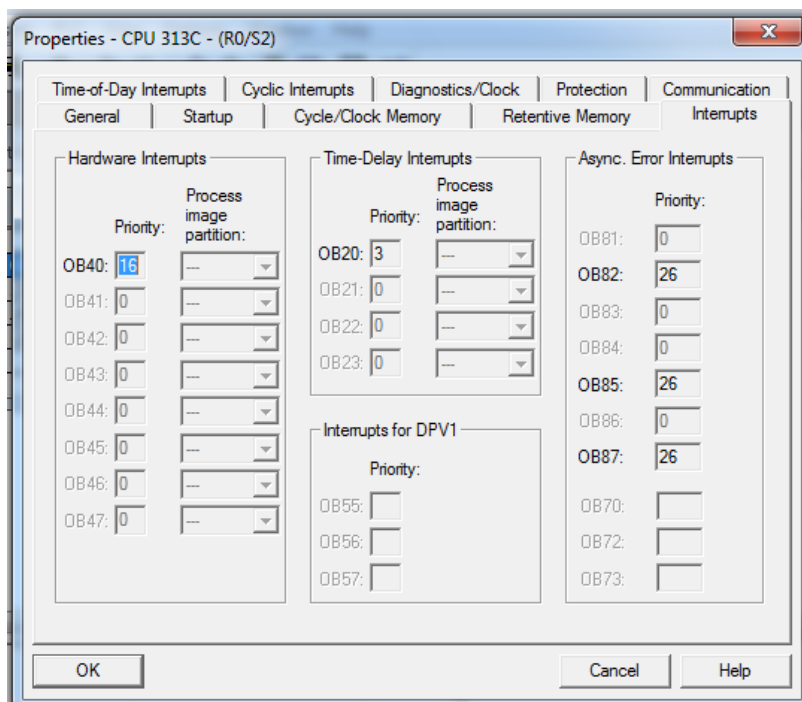 Properties - CPU 313C - (R0/S2)
Time-of-Day Interrupts Cyclic Interrupts Diagnostics/Clock Protection Communication
General Startup Cycle/Clock Memory Retentive Memory Interrupts
Hardware Interrupts
Priority: Process image partition:
OB40: 16 ---
OB41: 0 ---
OB42: 0 ---
OB43: 0 ---
OB44: 0 ---
OB45: 0 ---
OB46: 0 ---
OB47: 0 ---
Time-Delay Interrupts
Priority: Process image partition:
OB20: 3 ---
OB21: 0 ---
OB22: 0 ---
OB23: 0 ---
Interrupts for DPV1
Priority:
OB55:
OB56:
OB57:
Async. Error Interrupts
Priority:
OB81: 0
OB82: 26
OB83: 0
OB84: 0
OB85: 26
OB86: 0
OB87: 26
OB70:
OB72:
OB73:
OK Cancel Help